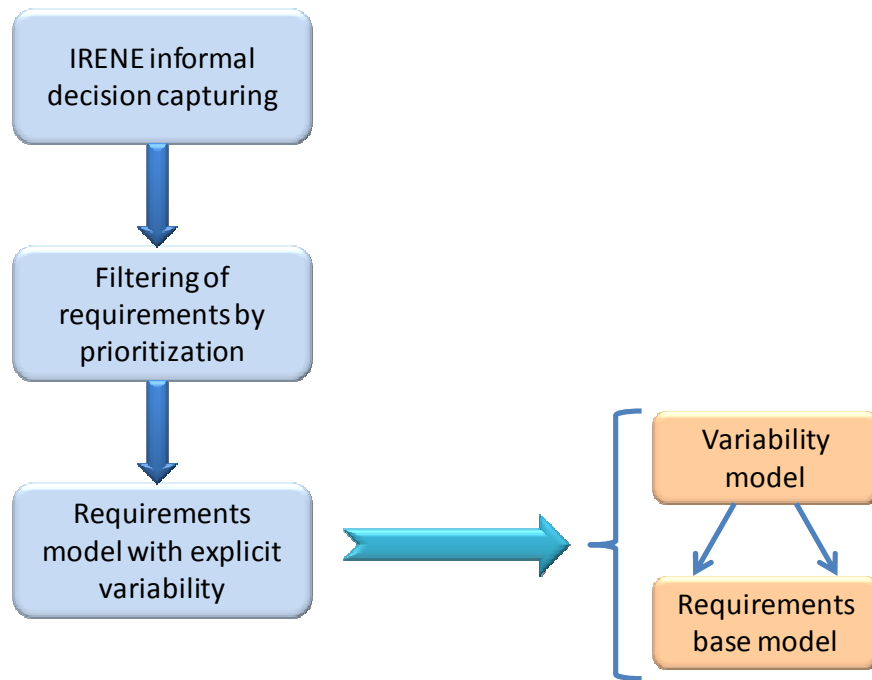 IRENE informal
decision capturing
Filtering of
requirements by
prioritization
Requirements
model with explicit
variability
Variability
model
Requirements
base model